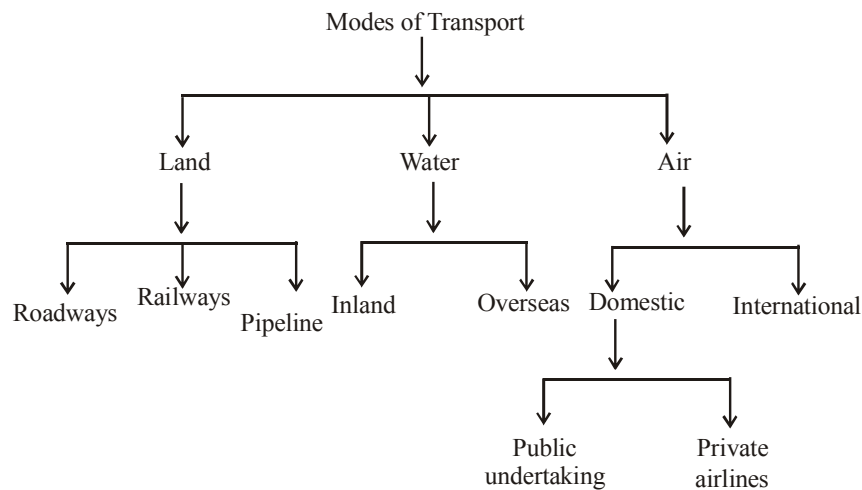 Modes of Transport
Land
Water
Air
Roadways
Railways
Pipeline
Inland
Overseas
Domestic
International
Public
undertaking
Private
airlines